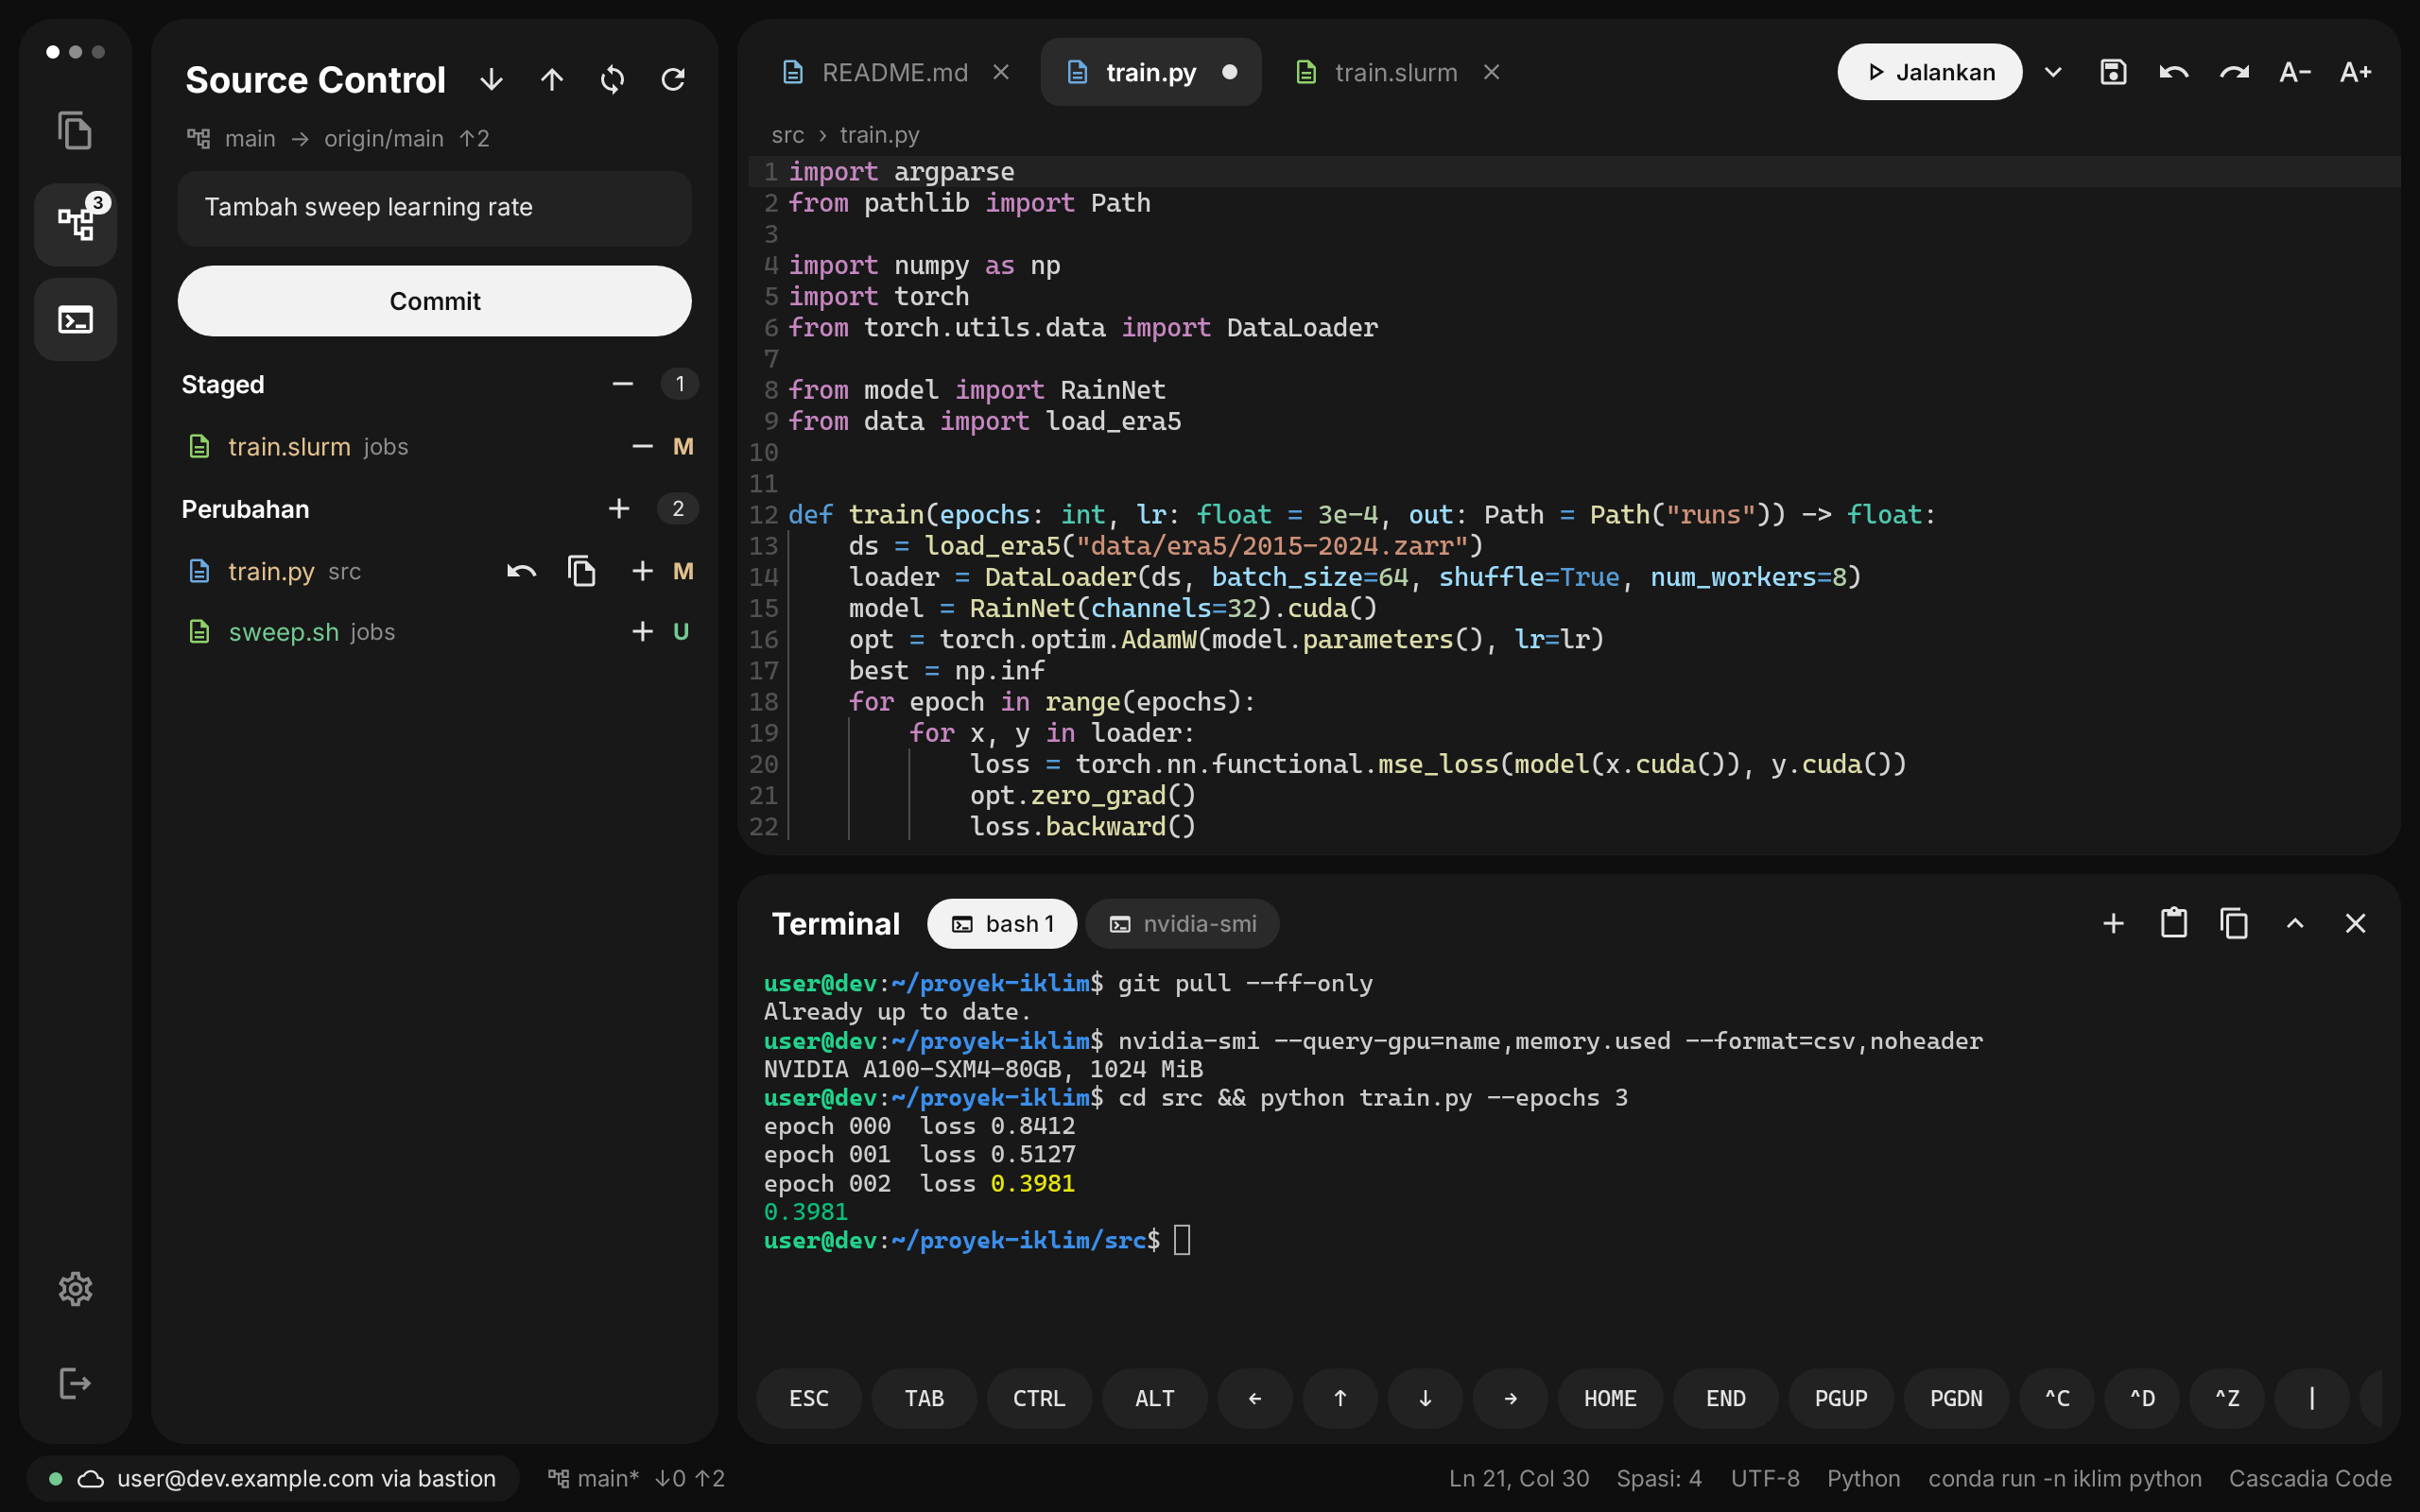 Source Control
main → origin/main ↑2
Tambah sweep learning rate
Commit
Staged 1
train.slurm jobs M
Perubahan 2
train.py src M
sweep.sh jobs U
3
README.md
train.py
train.slurm
Jalankan
A-
A+
src › train.py
1 import argparse
2 from pathlib import Path
3
4 import numpy as np
5 import torch
6 from torch.utils.data import DataLoader
7
8 from model import RainNet
9 from data import load_era5
10
11
12 def train(epochs: int, lr: float = 3e-4, out: Path = Path("runs")) -> float:
13     ds = load_era5("data/era5/2015-2024.zarr")
14     loader = DataLoader(ds, batch_size=64, shuffle=True, num_workers=8)
15     model = RainNet(channels=32).cuda()
16     opt = torch.optim.AdamW(model.parameters(), lr=lr)
17     best = np.inf
18     for epoch in range(epochs):
19         for x, y in loader:
20             loss = torch.nn.functional.mse_loss(model(x.cuda()), y.cuda())
21             opt.zero_grad()
22             loss.backward()
Terminal
bash 1
nvidia-smi
user@dev:~/proyek-iklim$ git pull --ff-only
Already up to date.
user@dev:~/proyek-iklim$ nvidia-smi --query-gpu=name,memory.used --format=csv,noheader
NVIDIA A100-SXM4-80GB, 1024 MiB
user@dev:~/proyek-iklim$ cd src && python train.py --epochs 3
epoch 000  loss 0.8412
epoch 001  loss 0.5127
epoch 002  loss 0.3981
0.3981
user@dev:~/proyek-iklim/src$
ESC TAB CTRL ALT ← ↑ ↓ → HOME END PGUP PGDN ^C ^D ^Z |
user@dev.example.com via bastion
main* ↓0 ↑2
Ln 21, Col 30
Spasi: 4
UTF-8
Python
conda run -n iklim python
Cascadia Code